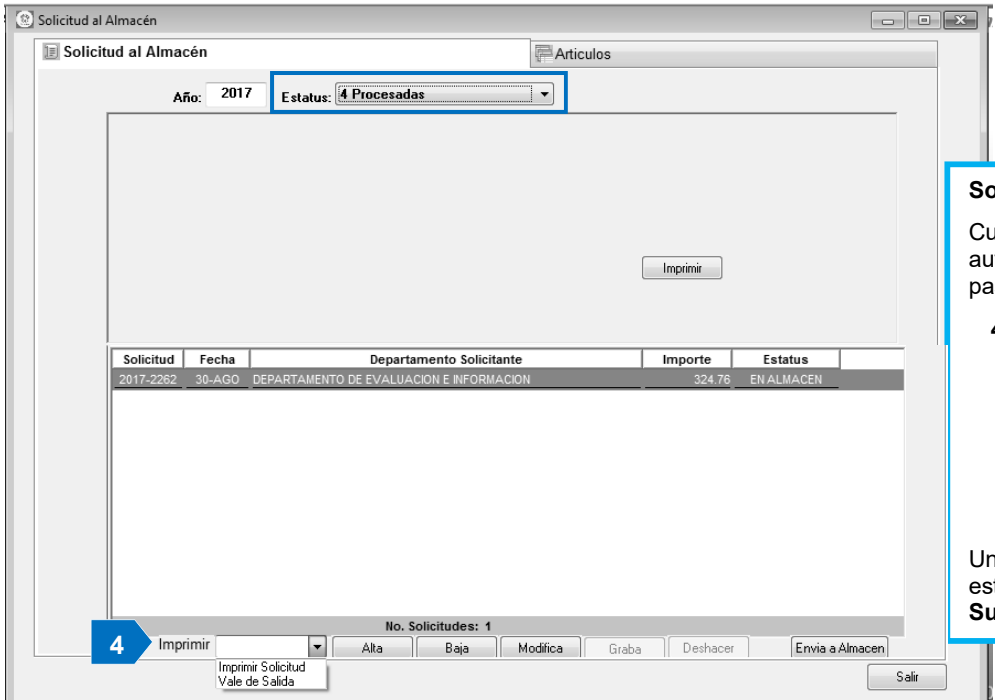 Solicitud al Almacén
Solicitud al Almacén
Articulos
Año: 2017 Estatus: 4 Procesadas
Imprimir
Solicitud Fecha Departamento Solicitante Importe Estatus
2017-2262 30-AGO DEPARTAMENTO DE EVALUACION E INFORMACION 324.76 EN ALMACEN
No. Solicitudes: 1
4 Imprimir Alta Baja Modifica Graba Deshacer Envia a Almacen
Imprimir Solicitud
Vale de Salida
Salir
So
Cu
au
pa
Un
est
Su